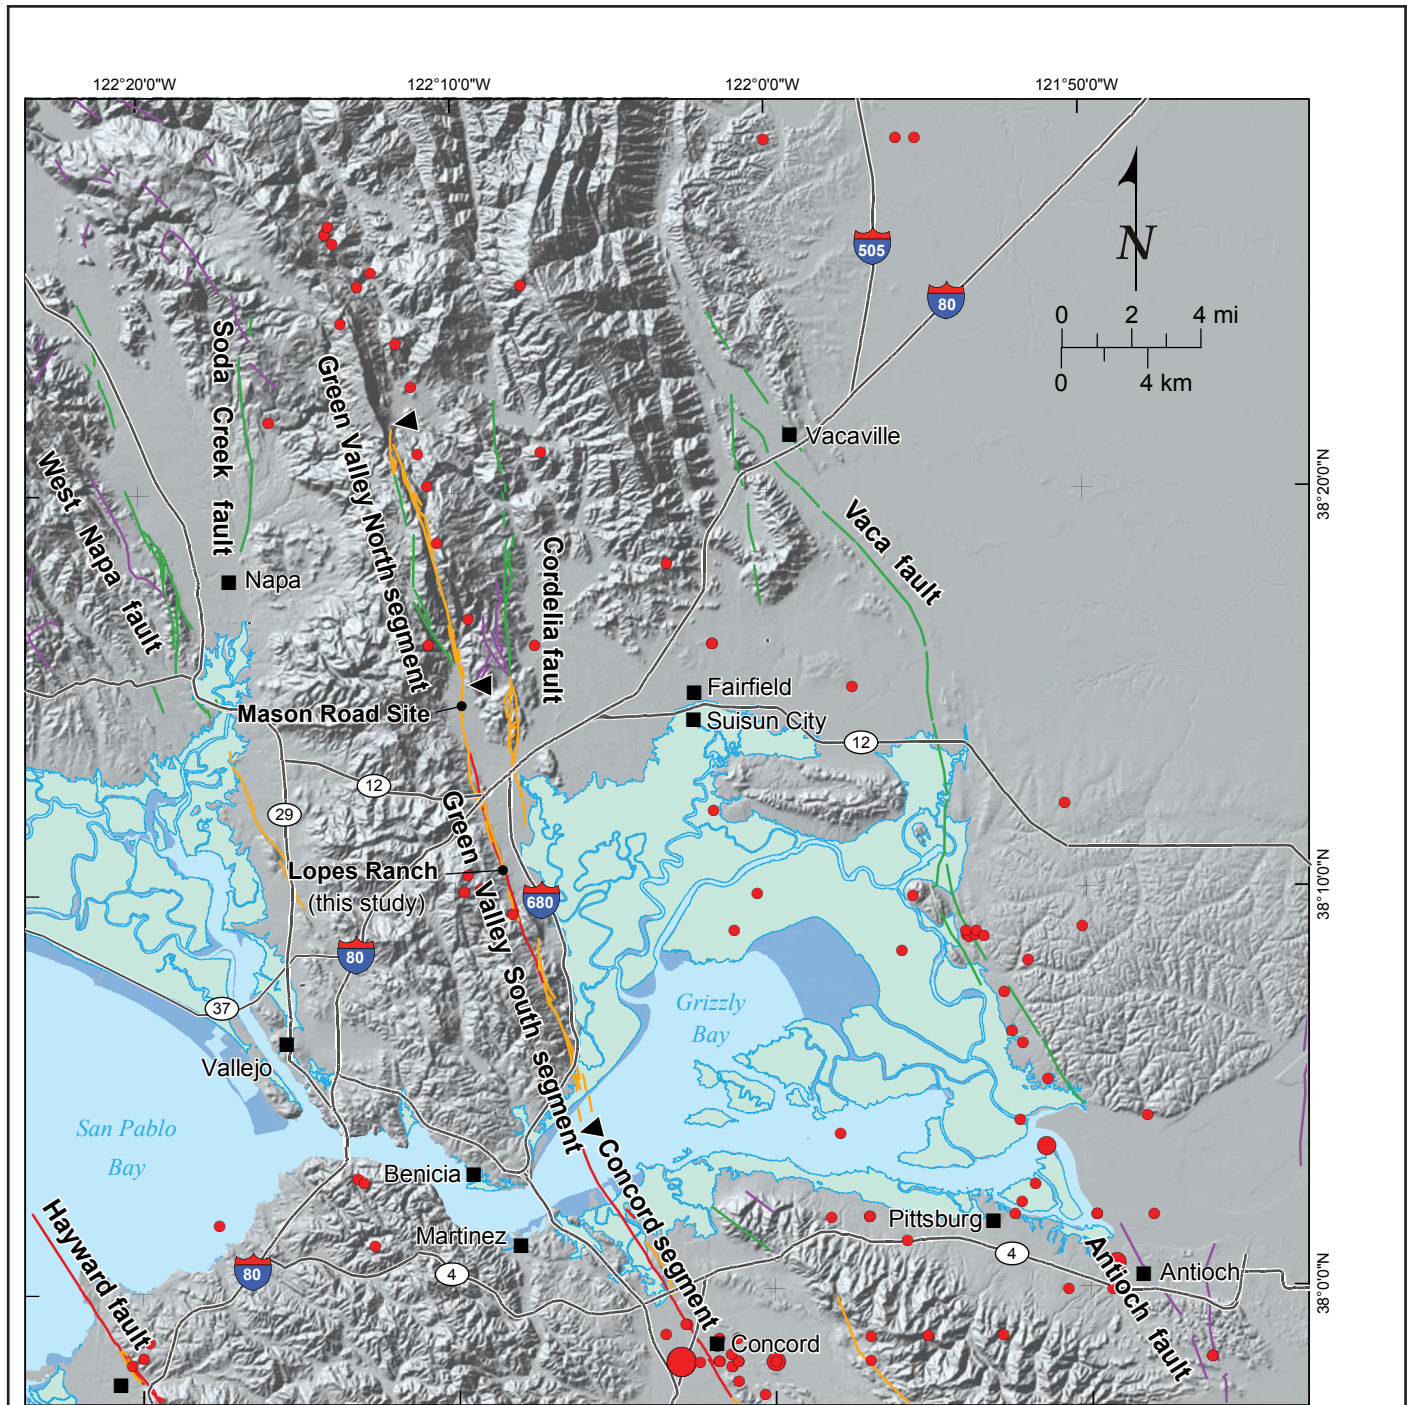 122°20'0"W
122°10'0"W
122°0'0"W
121°50'0"W
505
80
N
0 2 4 mi
0 4 km
Soda Creek fault
Green Valley North segment
West Napa fault
Vacaville
38°20'0"N
Vaca fault
Cordelia fault
Napa
Fairfield
Mason Road Site
Suisun City
12
12
29
Green Valley South segment
Lopes Ranch
(this study)
680
38°10'0"N
80
37
Grizzly
Bay
Vallejo
San Pablo
Bay
Concord segment
Benicia
Martinez
Pittsburg
Hayward fault
80
4
4
Antioch
Antioch fault
38°0'0"N
Concord